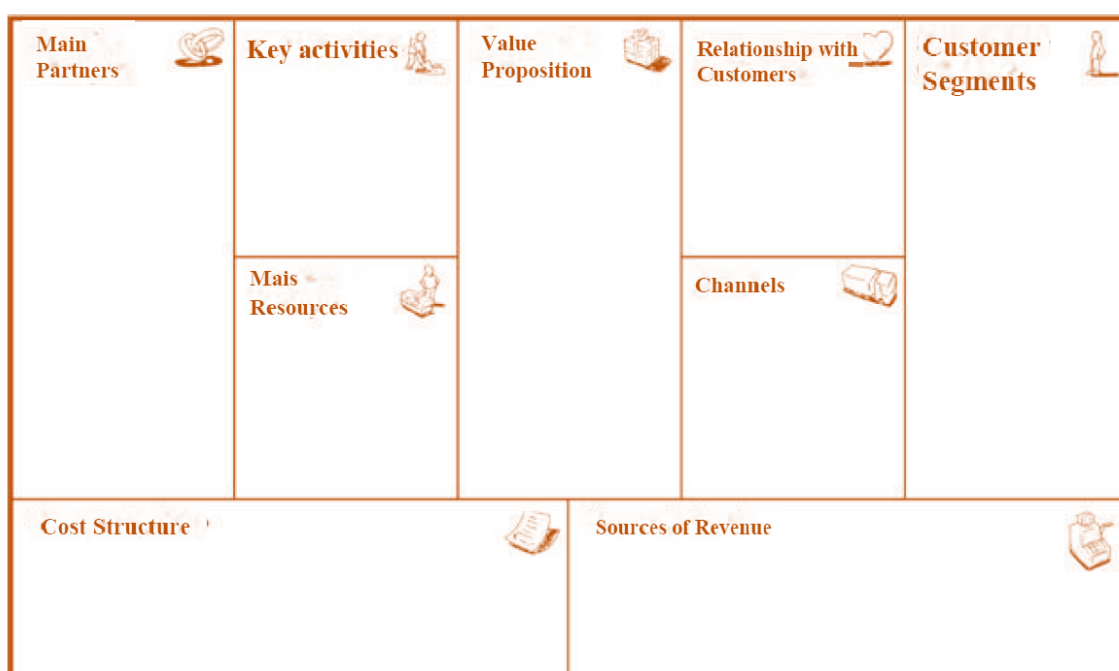 Main
Partners
Key activities
Value
Proposition
Relationship with
Customers
Customer
Segments
Mais
Resources
Channels
Cost Structure
Sources of Revenue